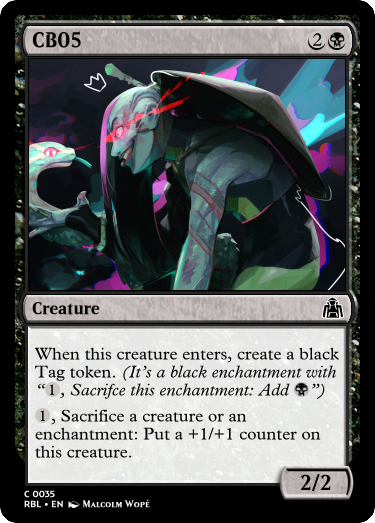 CB05 2
When this creature enters, create a black
Tag token. (It's a black enchantment with
"1, Sacrifce this enchantment: Add ")
1, Sacrifice a creature or an
enchantment: Put a +1/+1 counter on
this creature.
Creature
2/2
C 0035
RBL • EN Malcolm Wopé